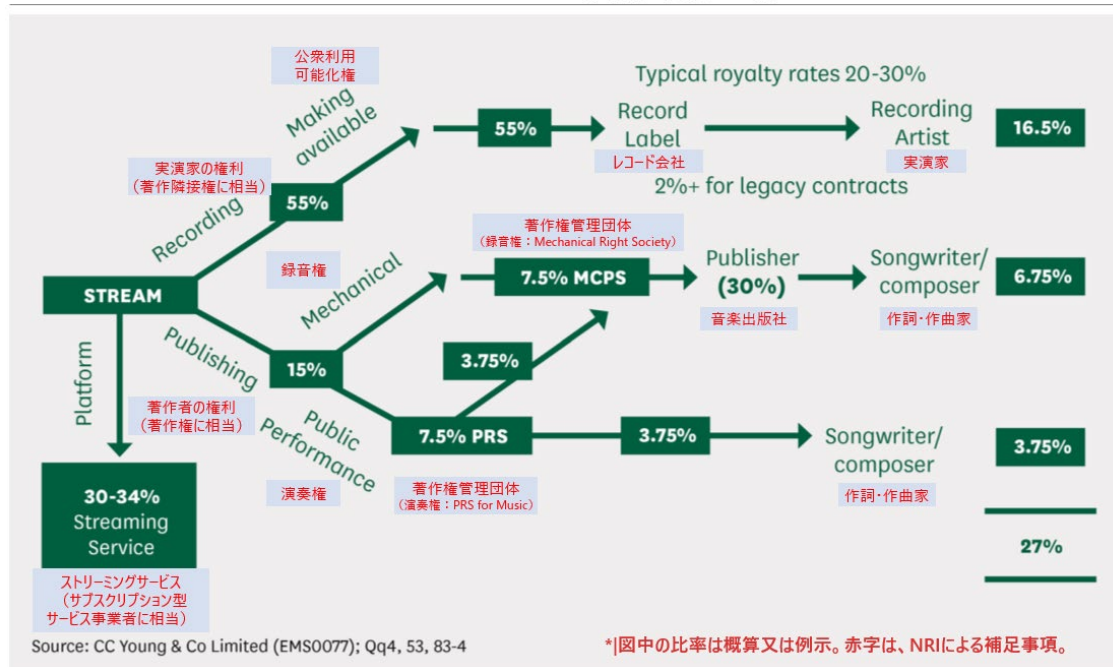 公衆利用
可能化権
Making
available
Typical royalty rates 20-30%
55%
Record
Label
レコード会社
Recording
Artist
実演家
16.5%
2%+ for legacy contracts
実演家の権利
（著作隣接権に相当）
Recording
55%
録音権
Mechanical
著作権管理団体
（録音権：Mechanical Right Society）
7.5% MCPS
Publisher
(30%)
音楽出版社
Songwriter/
composer
作詞・作曲家
6.75%
STREAM
Publishing
15%
3.75%
Platform
著作者の権利
（著作権に相当）
Public
Performance
演奏権
7.5% PRS
著作権管理団体
（演奏権：PRS for Music）
3.75%
Songwriter/
composer
作詞・作曲家
3.75%
27%
30-34%
Streaming
Service
ストリーミングサービス
（サブスクリプション型
サービス事業者に相当）
Source: CC Young & Co Limited (EMS0077); Qq4, 53, 83-4
*|図中の比率は概算又は例示。赤字は、NRIによる補足事項。